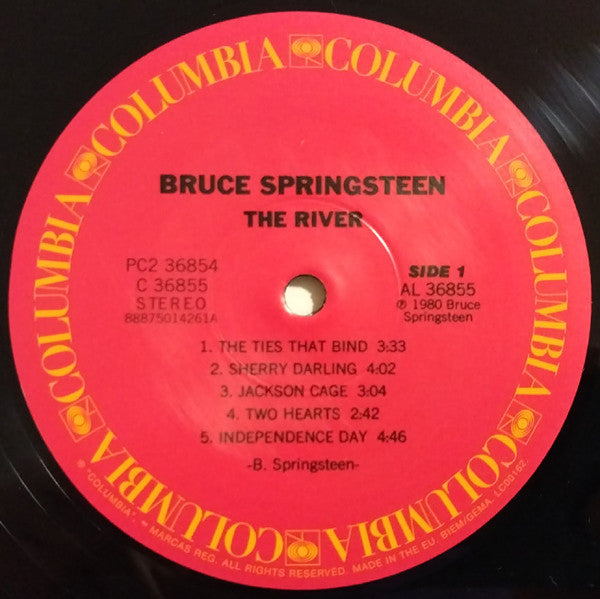 COLUMBIA COLUMBIA COLUMBIA COLUMBIA COLUMBIA COLUMBIA
BRUCE SPRINGSTEEN
THE RIVER
PC2 36854
C 36855
STEREO
88875014261A
SIDE 1
AL 36855
℗ 1980 Bruce
Springsteen
1. THE TIES THAT BIND 3:33
2. SHERRY DARLING 4:02
3. JACKSON CAGE 3:04
4. TWO HEARTS 2:42
5. INDEPENDENCE DAY 4:46
-B. Springsteen-
® "COLUMBIA", ® MARCAS REG. ALL RIGHTS RESERVED. MADE IN THE EU. BIEM/GEMA. LC00162